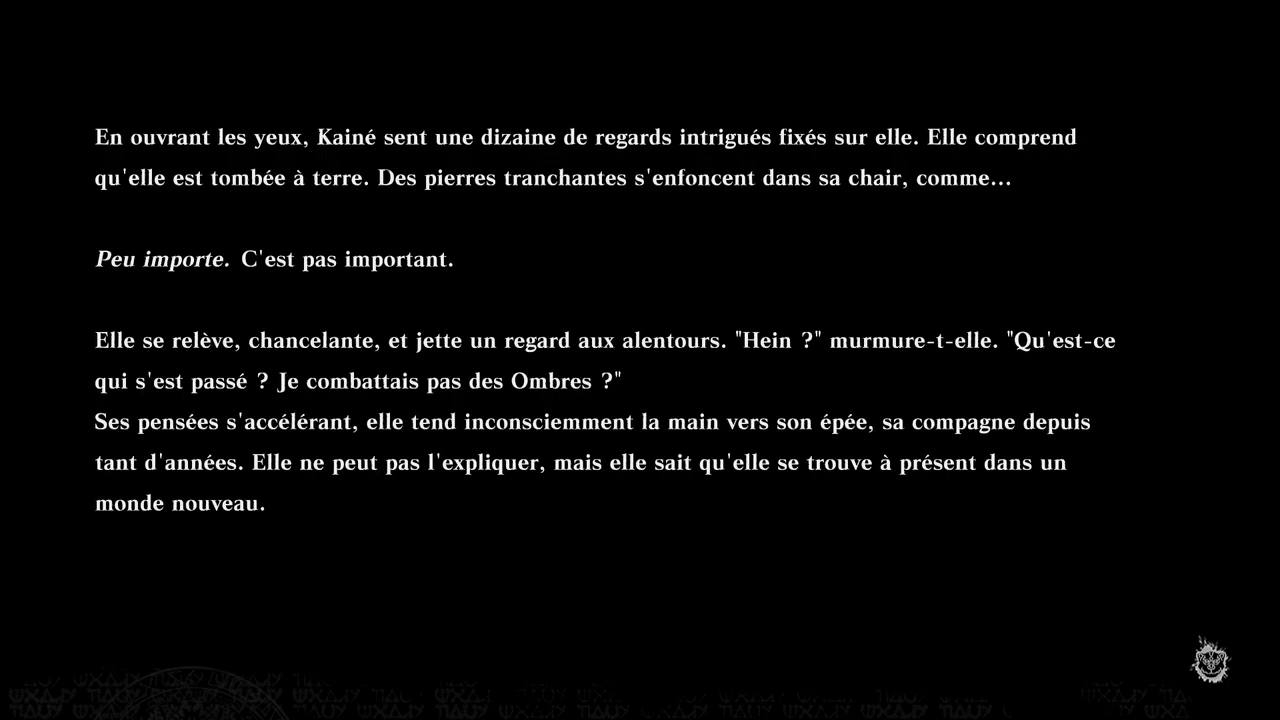 En ouvrant les yeux, Kainé sent une dizaine de regards intrigués fixés sur elle. Elle comprend
qu'elle est tombée à terre. Des pierres tranchantes s'enfoncent dans sa chair, comme...
Peu importe. C'est pas important.
Elle se relève, chancelante, et jette un regard aux alentours. "Hein ?" murmure-t-elle. "Qu'est-ce
qui s'est passé ? Je combattais pas des Ombres ?"
Ses pensées s'accélérant, elle tend inconsciemment la main vers son épée, sa compagne depuis
tant d'années. Elle ne peut pas l'expliquer, mais elle sait qu'elle se trouve à présent dans un
monde nouveau.